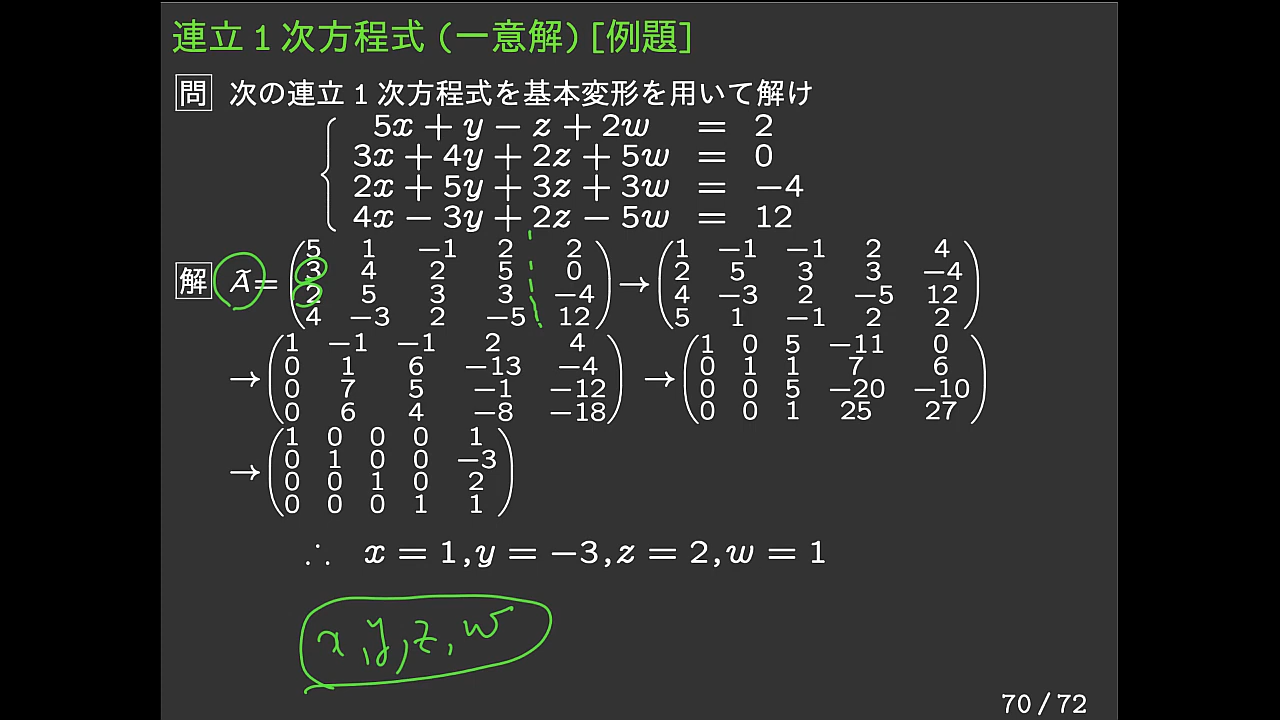 連立 1 次方程式 (一意解) [例題]
問 次の連立 1 次方程式を基本変形を用いて解け
5x + y − z + 2w = 2
3x + 4y + 2z + 5w = 0
2x + 5y + 3z + 3w = −4
4x − 3y + 2z − 5w = 12
5 1 −1 2 2 1 −1 −1 2 4
3 4 2 5 0 2 5 3 3 −4
解 Ã = → 
2 5 3 3 −4 4 −3 2 −5 12
4 −3 2 −5 12 5 1 −1 2 2
1 −1 −1 2 4 1 0 5 −11 0
0 1 6 −13 −4 0 1 1 7 6
→ →
0 7 5 −1 −12 0 0 5 −20 −10
0 6 4 −8 −18 0 0 1 25 27
1 0 0 0 1
0 1 0 0 −3
→
0 0 1 0 2
0 0 0 1 1
∴ x = 1, y = −3, z = 2, w = 1
x, y, z, w
70 / 72